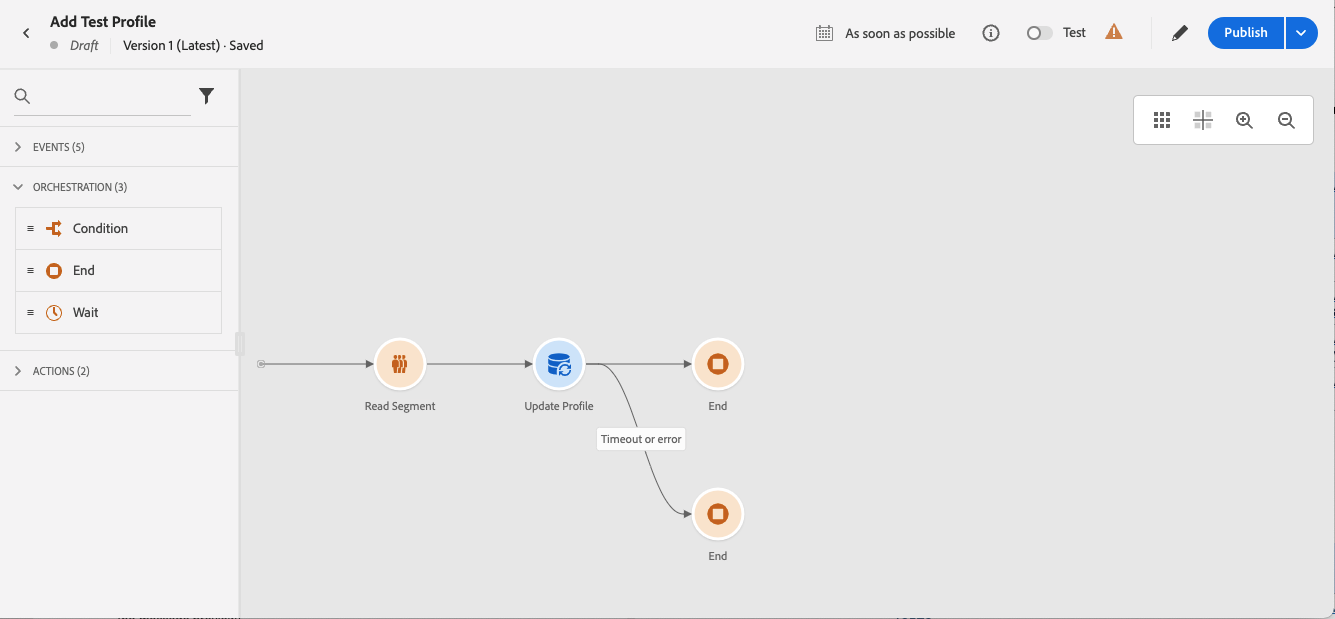 Add Test Profile
Draft
Version 1 (Latest) · Saved
As soon as possible
Test
Publish
EVENTS (5)
ORCHESTRATION (3)
Condition
End
Wait
ACTIONS (2)
Read Segment
Update Profile
End
Timeout or error
End